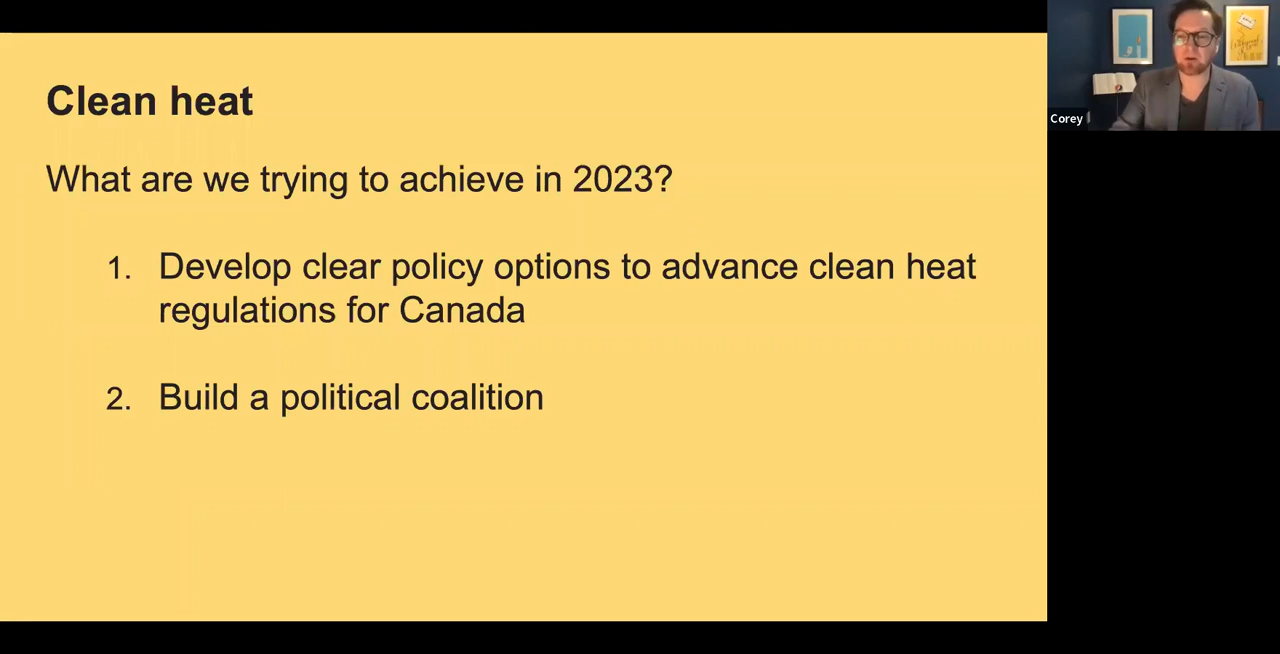 Clean heat
What are we trying to achieve in 2023?
1. Develop clear policy options to advance clean heat
regulations for Canada
2. Build a political coalition
Corey